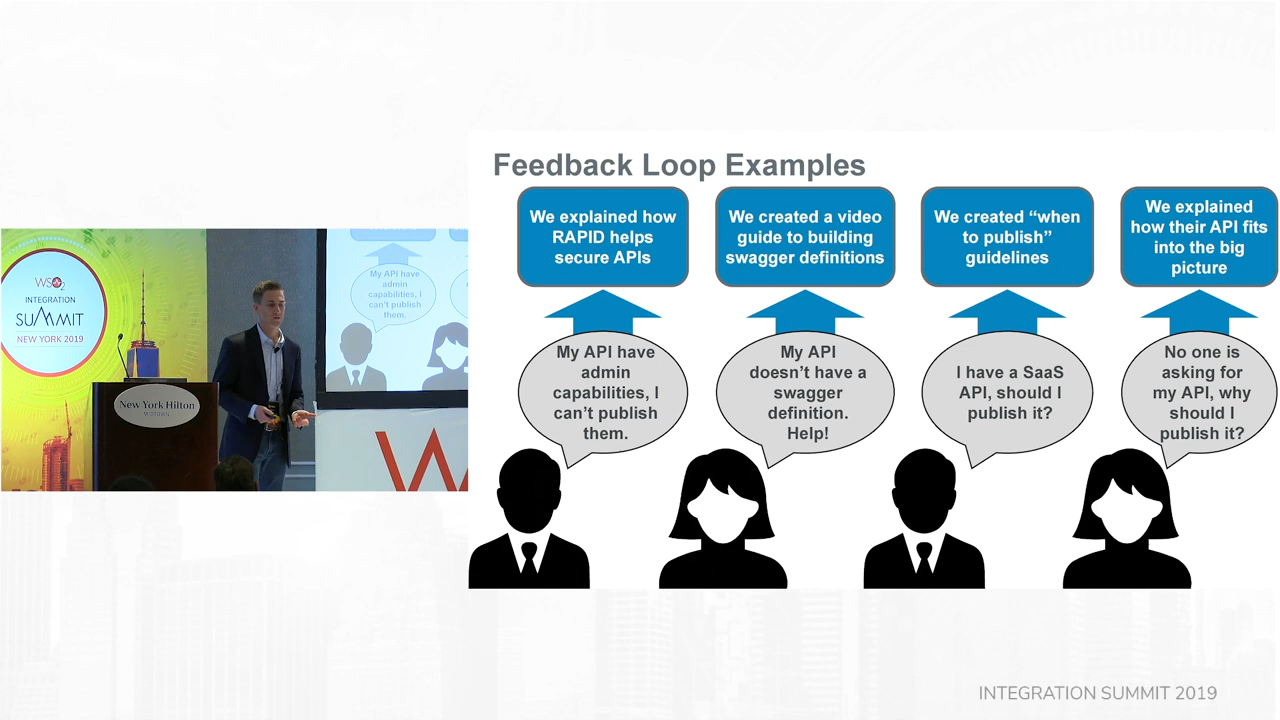 Feedback Loop Examples
We explained how
RAPID helps
secure APIs
We created a video
guide to building
swagger definitions
We created “when
to publish”
guidelines
We explained
how their API fits
into the big
picture
My API have
admin
capabilities, I
can’t publish
them.
My API
doesn’t have a
swagger
definition.
Help!
I have a SaaS
API, should I
publish it?
No one is
asking for
my API, why
should I
publish it?
WSO2
INTEGRATION
SUMMIT
NEW YORK 2019
New York Hilton
MIDTOWN
My API have
admin
capabilities, I
can’t publish
them.
W
INTEGRATION SUMMIT 2019